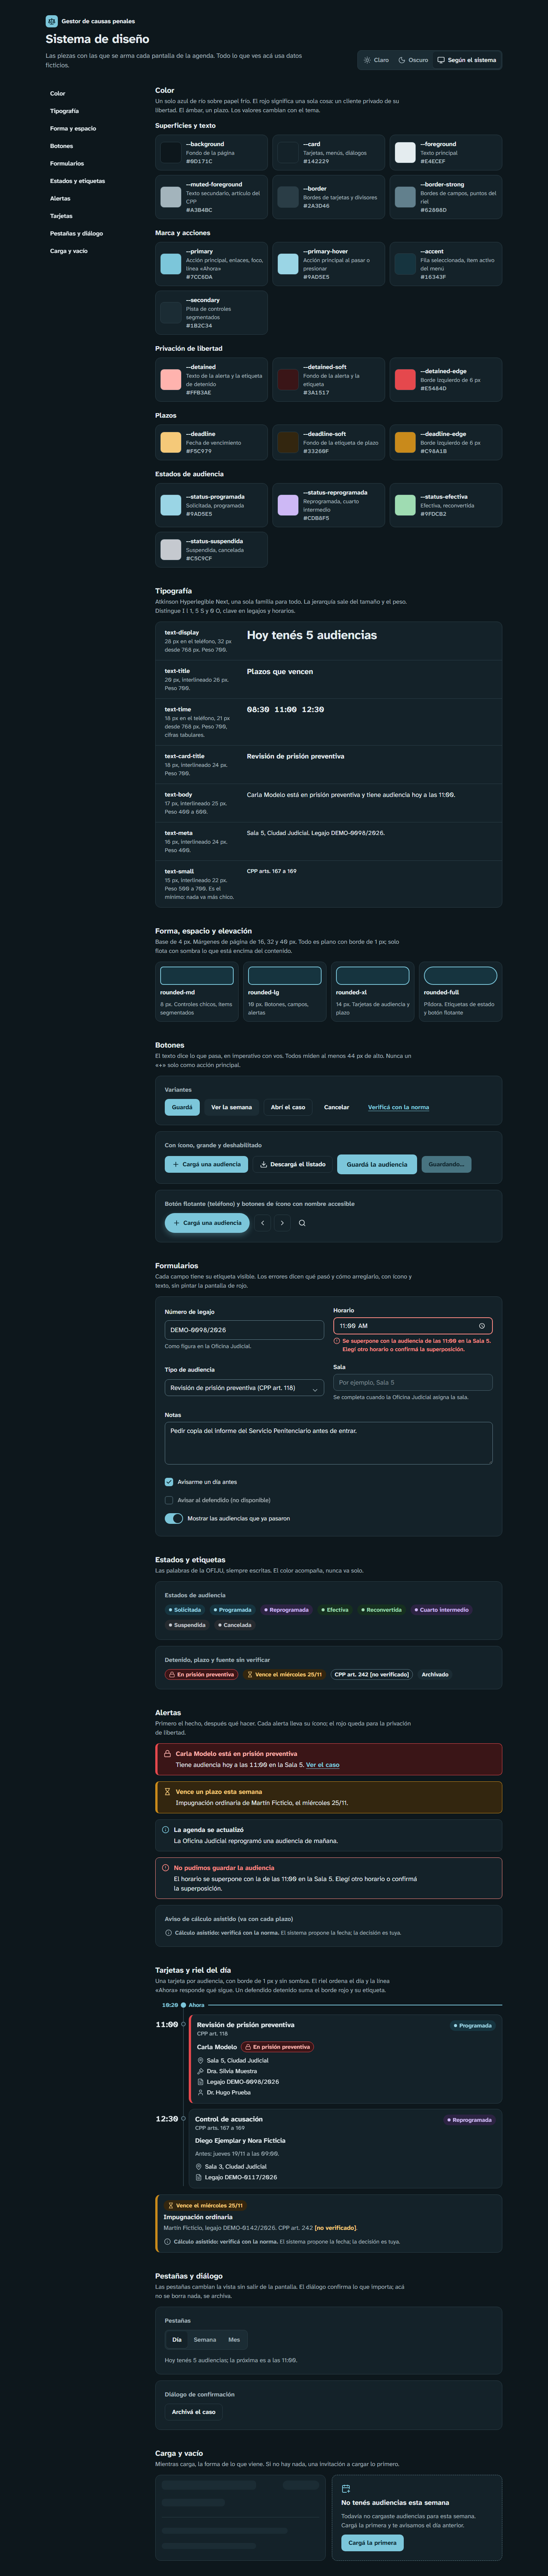 Gestor de causas penales
Sistema de diseño
Las piezas con las que se arma cada pantalla de la agenda. Todo lo que ves acá usa datos
ficticios.
Claro
Oscuro
Según el sistema
Color
Tipografía
Forma y espacio
Botones
Formularios
Estados y etiquetas
Alertas
Tarjetas
Pestañas y diálogo
Carga y vacío
Color
Un solo azul de río sobre papel frío. El rojo significa una sola cosa: un cliente privado de su
libertad. El ámbar, un plazo. Los valores cambian con el tema.
Superficies y texto
--background
Fondo de la página
#0D171C
--card
Tarjetas, menús, diálogos
#142229
--foreground
Texto principal
#E4ECEF
--muted-foreground
Texto secundario, artículo del
CPP
#A3B4BC
--border
Bordes de tarjetas y divisores
#2A3D46
--border-strong
Bordes de campos, puntos del
riel
#62808D
Marca y acciones
--primary
Acción principal, enlaces, foco,
línea «Ahora»
#7CC6DA
--primary-hover
Acción principal al pasar o
presionar
#9AD5E5
--accent
Fila seleccionada, ítem activo
del menú
#16343F
--secondary
Pista de controles
segmentados
#1B2C34
Privación de libertad
--detained
Texto de la alerta y la etiqueta
de detenido
#FFB3AE
--detained-soft
Fondo de la alerta y la
etiqueta
#3A1517
--detained-edge
Borde izquierdo de 6 px
#E5484D
Plazos
--deadline
Fecha de vencimiento
#F5C979
--deadline-soft
Fondo de la etiqueta de plazo
#33260F
--deadline-edge
Borde izquierdo de 6 px
#C98A1B
Estados de audiencia
--status-programada
Solicitada, programada
#9AD5E5
--status-reprogramada
Reprogramada, cuarto
intermedio
#CDB8F5
--status-efectiva
Efectiva, reconvertida
#9FDCB2
--status-suspendida
Suspendida, cancelada
#C5C9CF
Tipografía
Atkinson Hyperlegible Next, una sola familia para todo. La jerarquía sale del tamaño y el peso.
Distingue I l 1, 5 S y 0 O, clave en legajos y horarios.
text-display
28 px en el teléfono, 32 px
desde 768 px. Peso 700.
Hoy tenés 5 audiencias
text-title
20 px, interlineado 26 px.
Peso 700.
Plazos que vencen
text-time
18 px en el teléfono, 21 px
desde 768 px. Peso 700,
cifras tabulares.
08:30 11:00 12:30
text-card-title
18 px, interlineado 24 px.
Peso 700.
Revisión de prisión preventiva
text-body
17 px, interlineado 25 px.
Peso 400 a 600.
Carla Modelo está en prisión preventiva y tiene audiencia hoy a las 11:00.
text-meta
16 px, interlineado 24 px.
Peso 400.
Sala 5, Ciudad Judicial. Legajo DEMO-0098/2026.
text-small
15 px, interlineado 22 px.
Peso 500 a 700. Es el
mínimo: nada va más chico.
CPP arts. 167 a 169
Forma, espacio y elevación
Base de 4 px. Márgenes de página de 16, 32 y 40 px. Todo es plano con borde de 1 px; solo
flota con sombra lo que está encima del contenido.
rounded-md
8 px. Controles chicos, ítems
segmentados
rounded-lg
10 px. Botones, campos,
alertas
rounded-xl
14 px. Tarjetas de audiencia y
plazo
rounded-full
Píldora. Etiquetas de estado
y botón flotante
Botones
El texto dice lo que pasa, en imperativo con vos. Todos miden al menos 44 px de alto. Nunca un
«+» solo como acción principal.
Variantes
Guardá
Ver la semana
Abrí el caso
Cancelar
Verificá con la norma
Con ícono, grande y deshabilitado
Cargá una audiencia
Descargá el listado
Guardá la audiencia
Guardando…
Botón flotante (teléfono) y botones de ícono con nombre accesible
Cargá una audiencia
Formularios
Cada campo tiene su etiqueta visible. Los errores dicen qué pasó y cómo arreglarlo, con ícono y
texto, sin pintar la pantalla de rojo.
Número de legajo
DEMO-0098/2026
Como figura en la Oficina Judicial.
Horario
11:00 AM
Se superpone con la audiencia de las 11:00 en la Sala 5.
Elegí otro horario o confirmá la superposición.
Tipo de audiencia
Revisión de prisión preventiva (CPP art. 118)
Sala
Por ejemplo, Sala 5
Se completa cuando la Oficina Judicial asigna la sala.
Notas
Pedir copia del informe del Servicio Penitenciario antes de entrar.
Avisarme un día antes
Avisar al defendido (no disponible)
Mostrar las audiencias que ya pasaron
Estados y etiquetas
Las palabras de la OFIJU, siempre escritas. El color acompaña, nunca va solo.
Estados de audiencia
Solicitada
Programada
Reprogramada
Efectiva
Reconvertida
Cuarto intermedio
Suspendida
Cancelada
Detenido, plazo y fuente sin verificar
En prisión preventiva
Vence el miércoles 25/11
CPP art. 242 [no verificado]
Archivado
Alertas
Primero el hecho, después qué hacer. Cada alerta lleva su ícono; el rojo queda para la privación
de libertad.
Carla Modelo está en prisión preventiva
Tiene audiencia hoy a las 11:00 en la Sala 5. Ver el caso
Vence un plazo esta semana
Impugnación ordinaria de Martín Ficticio, el miércoles 25/11.
La agenda se actualizó
La Oficina Judicial reprogramó una audiencia de mañana.
No pudimos guardar la audiencia
El horario se superpone con la de las 11:00 en la Sala 5. Elegí otro horario o confirmá
la superposición.
Aviso de cálculo asistido (va con cada plazo)
Cálculo asistido: verificá con la norma. El sistema propone la fecha; la decisión es tuya.
Tarjetas y riel del día
Una tarjeta por audiencia, con borde de 1 px y sin sombra. El riel ordena el día y la línea
«Ahora» responde qué sigue. Un defendido detenido suma el borde rojo y su etiqueta.
10:20 Ahora
11:00
Revisión de prisión preventiva
Programada
CPP art. 118
Carla Modelo
En prisión preventiva
Sala 5, Ciudad Judicial
Dra. Silvia Muestra
Legajo DEMO-0098/2026
Dr. Hugo Prueba
12:30
Control de acusación
Reprogramada
CPP arts. 167 a 169
Diego Ejemplar y Nora Ficticia
Antes: jueves 19/11 a las 09:00.
Sala 3, Ciudad Judicial
Legajo DEMO-0117/2026
Vence el miércoles 25/11
Impugnación ordinaria
Martín Ficticio, legajo DEMO-0142/2026. CPP art. 242 [no verificado].
Cálculo asistido: verificá con la norma. El sistema propone la fecha; la decisión es tuya.
Pestañas y diálogo
Las pestañas cambian la vista sin salir de la pantalla. El diálogo confirma lo que importa; acá
no se borra nada, se archiva.
Pestañas
Día
Semana
Mes
Hoy tenés 5 audiencias; la próxima es a las 11:00.
Diálogo de confirmación
Archivá el caso
Carga y vacío
Mientras carga, la forma de lo que viene. Si no hay nada, una invitación a cargar lo primero.
No tenés audiencias esta semana
Todavía no cargaste audiencias para esta semana.
Cargá la primera y te avisamos el día anterior.
Cargá la primera